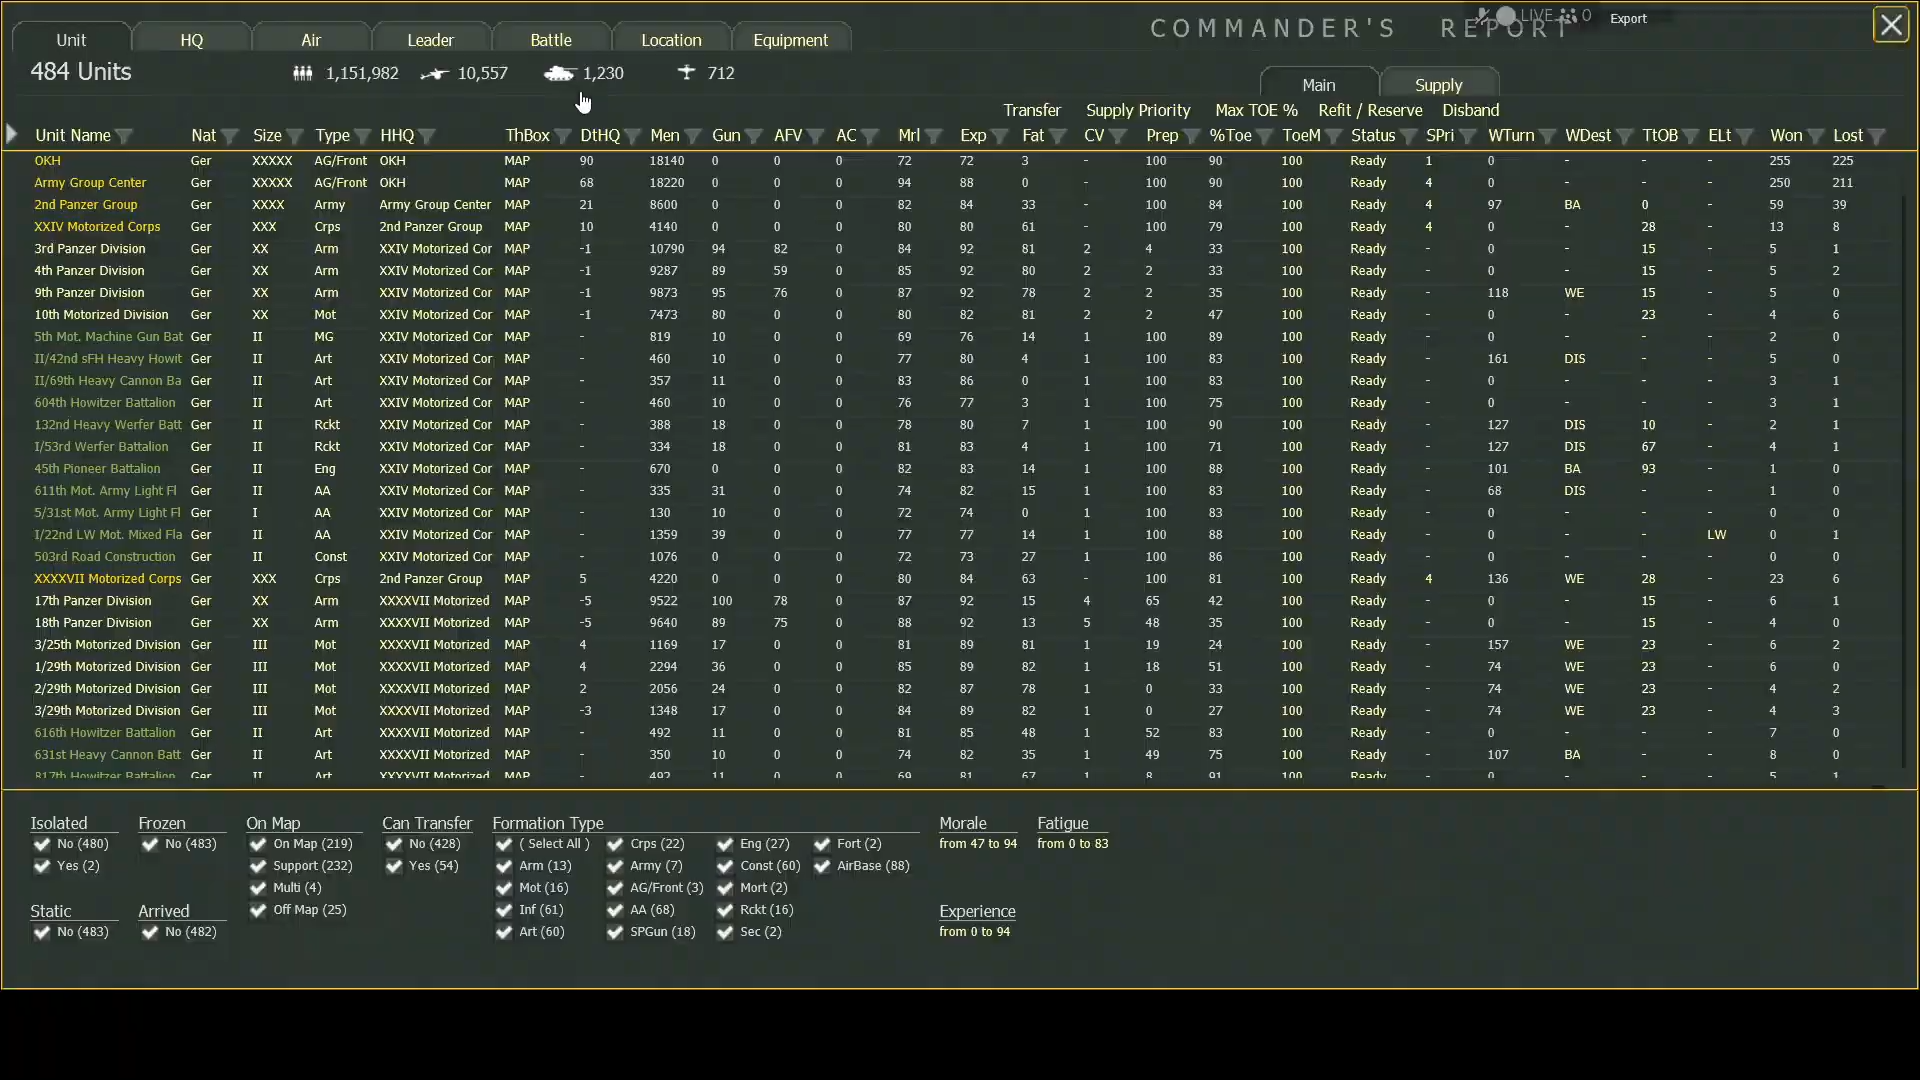 COMMANDER'S REPORT LIVE 0 Export
Unit HQ Air Leader Battle Location Equipment
484 Units 1,151,982 10,557 1,230 712
Main Supply
Transfer Supply Priority Max TOE % Refit / Reserve Disband
Unit Name Nat Size Type HHQ ThBox DtHQ Men Gun AFV AC Mrl Exp Fat CV Prep %Toe ToeM Status SPri WTurn WDest TtOB ELt Won Lost
OKH Ger XXXXX AG/Front OKH MAP 90 18140 0 0 0 72 72 3 - 100 90 100 Ready 1 0 - - - 255 225
Army Group Center Ger XXXXX AG/Front OKH MAP 68 18220 0 0 0 94 88 0 - 100 90 100 Ready 4 0 - - - 250 211
2nd Panzer Group Ger XXXX Army Army Group Center MAP 21 8600 0 0 0 82 84 33 - 100 84 100 Ready 4 97 BA 0 - 59 39
XXIV Motorized Corps Ger XXX Crps 2nd Panzer Group MAP 10 4140 0 0 0 80 80 61 - 100 79 100 Ready 4 0 - 28 - 13 8
3rd Panzer Division Ger XX Arm XXIV Motorized Cor MAP -1 10790 94 82 0 84 92 81 2 4 33 100 Ready - 0 - 15 - 5 1
4th Panzer Division Ger XX Arm XXIV Motorized Cor MAP -1 9287 89 59 0 85 92 80 2 2 33 100 Ready - 0 - 15 - 5 2
9th Panzer Division Ger XX Arm XXIV Motorized Cor MAP -1 9873 95 76 0 87 92 78 2 2 35 100 Ready - 118 WE 15 - 5 0
10th Motorized Division Ger XX Mot XXIV Motorized Cor MAP -1 7473 80 0 0 80 82 81 2 2 47 100 Ready - 0 - 23 - 4 6
5th Mot. Machine Gun Bat Ger II MG XXIV Motorized Cor MAP - 819 10 0 0 69 76 14 1 100 89 100 Ready - 0 - - - 2 0
II/42nd sFH Heavy Howit Ger II Art XXIV Motorized Cor MAP - 460 10 0 0 77 80 4 1 100 83 100 Ready - 161 DIS - - 5 0
II/69th Heavy Cannon Ba Ger II Art XXIV Motorized Cor MAP - 357 11 0 0 83 86 0 1 100 83 100 Ready - 0 - - - 3 1
604th Howitzer Battalion Ger II Art XXIV Motorized Cor MAP - 460 10 0 0 76 77 3 1 100 75 100 Ready - 0 - - - 3 1
132nd Heavy Werfer Batt Ger II Rckt XXIV Motorized Cor MAP - 388 18 0 0 78 80 7 1 100 90 100 Ready - 127 DIS 10 - 2 1
I/53rd Werfer Battalion Ger II Rckt XXIV Motorized Cor MAP - 334 18 0 0 81 83 4 1 100 71 100 Ready - 127 DIS 67 - 4 1
45th Pioneer Battalion Ger II Eng XXIV Motorized Cor MAP - 670 0 0 0 82 83 14 1 100 88 100 Ready - 101 BA 93 - 1 0
611th Mot. Army Light Fl Ger II AA XXIV Motorized Cor MAP - 335 31 0 0 74 82 15 1 100 83 100 Ready - 68 DIS - - 1 0
5/31st Mot. Army Light Fl Ger I AA XXIV Motorized Cor MAP - 130 10 0 0 72 74 0 1 100 83 100 Ready - 0 - - - 0 0
I/22nd LW Mot. Mixed Fla Ger II AA XXIV Motorized Cor MAP - 1359 39 0 0 77 77 14 1 100 88 100 Ready - 0 - - LW 0 1
503rd Road Construction Ger II Const XXIV Motorized Cor MAP - 1076 0 0 0 72 73 27 1 100 86 100 Ready - 0 - - - 0 0
XXXXVII Motorized Corps Ger XXX Crps 2nd Panzer Group MAP 5 4220 0 0 0 80 84 63 - 100 81 100 Ready 4 136 WE 28 - 23 6
17th Panzer Division Ger XX Arm XXXXVII Motorized MAP -5 9522 100 78 0 87 92 15 4 65 42 100 Ready - 0 - 15 - 6 1
18th Panzer Division Ger XX Arm XXXXVII Motorized MAP -5 9640 89 75 0 88 92 13 5 48 35 100 Ready - 0 - 15 - 4 0
3/25th Motorized Division Ger III Mot XXXXVII Motorized MAP 4 1169 17 0 0 81 89 81 1 19 24 100 Ready - 157 WE 23 - 6 2
1/29th Motorized Division Ger III Mot XXXXVII Motorized MAP 4 2294 36 0 0 85 89 82 1 18 51 100 Ready - 74 WE 23 - 6 0
2/29th Motorized Division Ger III Mot XXXXVII Motorized MAP 2 2056 24 0 0 82 87 78 1 0 33 100 Ready - 74 WE 23 - 4 2
3/29th Motorized Division Ger III Mot XXXXVII Motorized MAP -3 1348 17 0 0 84 89 82 1 0 27 100 Ready - 74 WE 23 - 4 3
616th Howitzer Battalion Ger II Art XXXXVII Motorized MAP - 492 11 0 0 81 85 48 1 52 83 100 Ready - 0 - - - 7 0
631st Heavy Cannon Batt Ger II Art XXXXVII Motorized MAP - 350 10 0 0 74 82 35 1 49 75 100 Ready - 107 BA - - 8 0
817th Howitzer Battalion Ger II Art XXXXVII Motorized MAP - 492 11 0 0 69 81 67 1 8 91 100 Ready - 0 - - - 5 1
Isolated Frozen On Map Can Transfer Formation Type Morale Fatigue
No (480) No (483) On Map (219) No (428) ( Select All ) Crps (22) Eng (27) Fort (2) from 47 to 94 from 0 to 83
Yes (2) Support (232) Yes (54) Arm (13) Army (7) Const (60) AirBase (88)
Multi (4) Mot (16) AG/Front (3) Mort (2)
Static Arrived Off Map (25) Inf (61) AA (68) Rckt (16) Experience
No (483) No (482) Art (60) SPGun (18) Sec (2) from 0 to 94